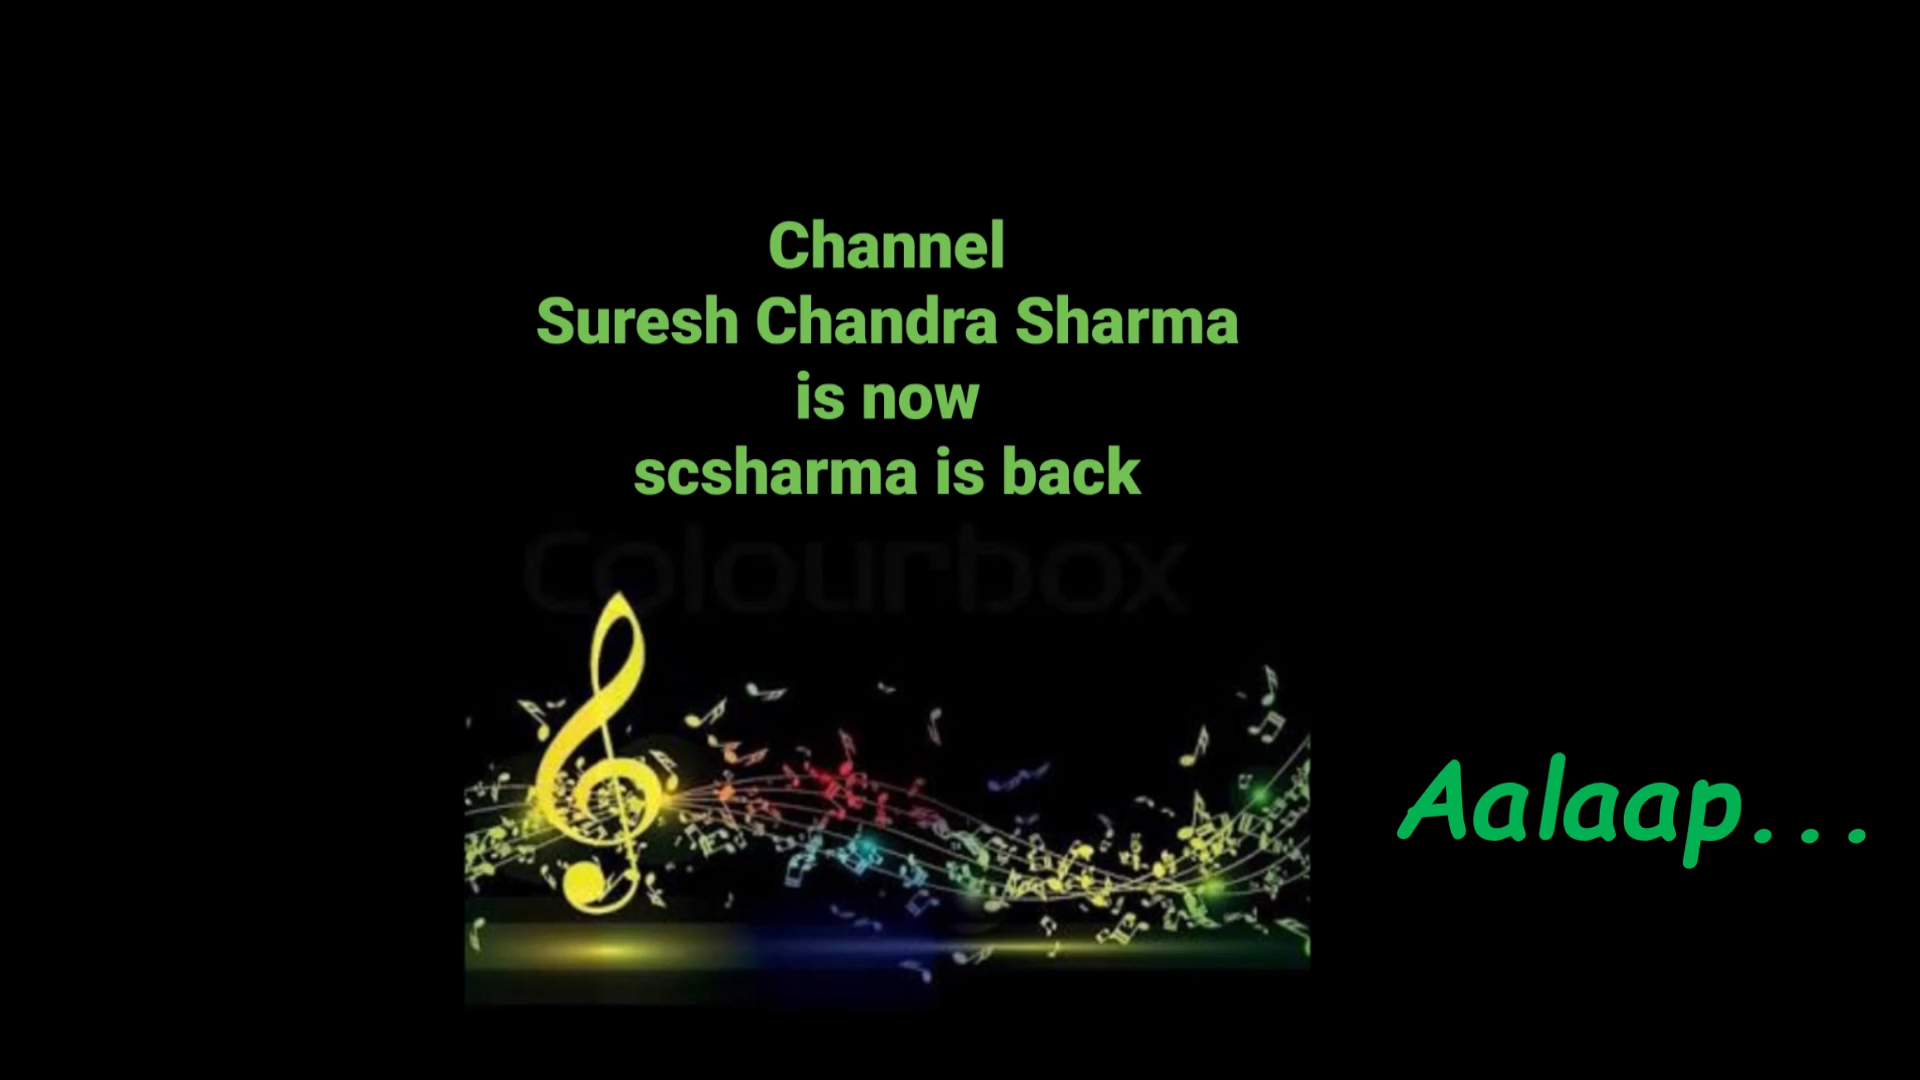 Channel
Suresh Chandra Sharma
is now
scsharma is back
Colourbox
Aalaap...